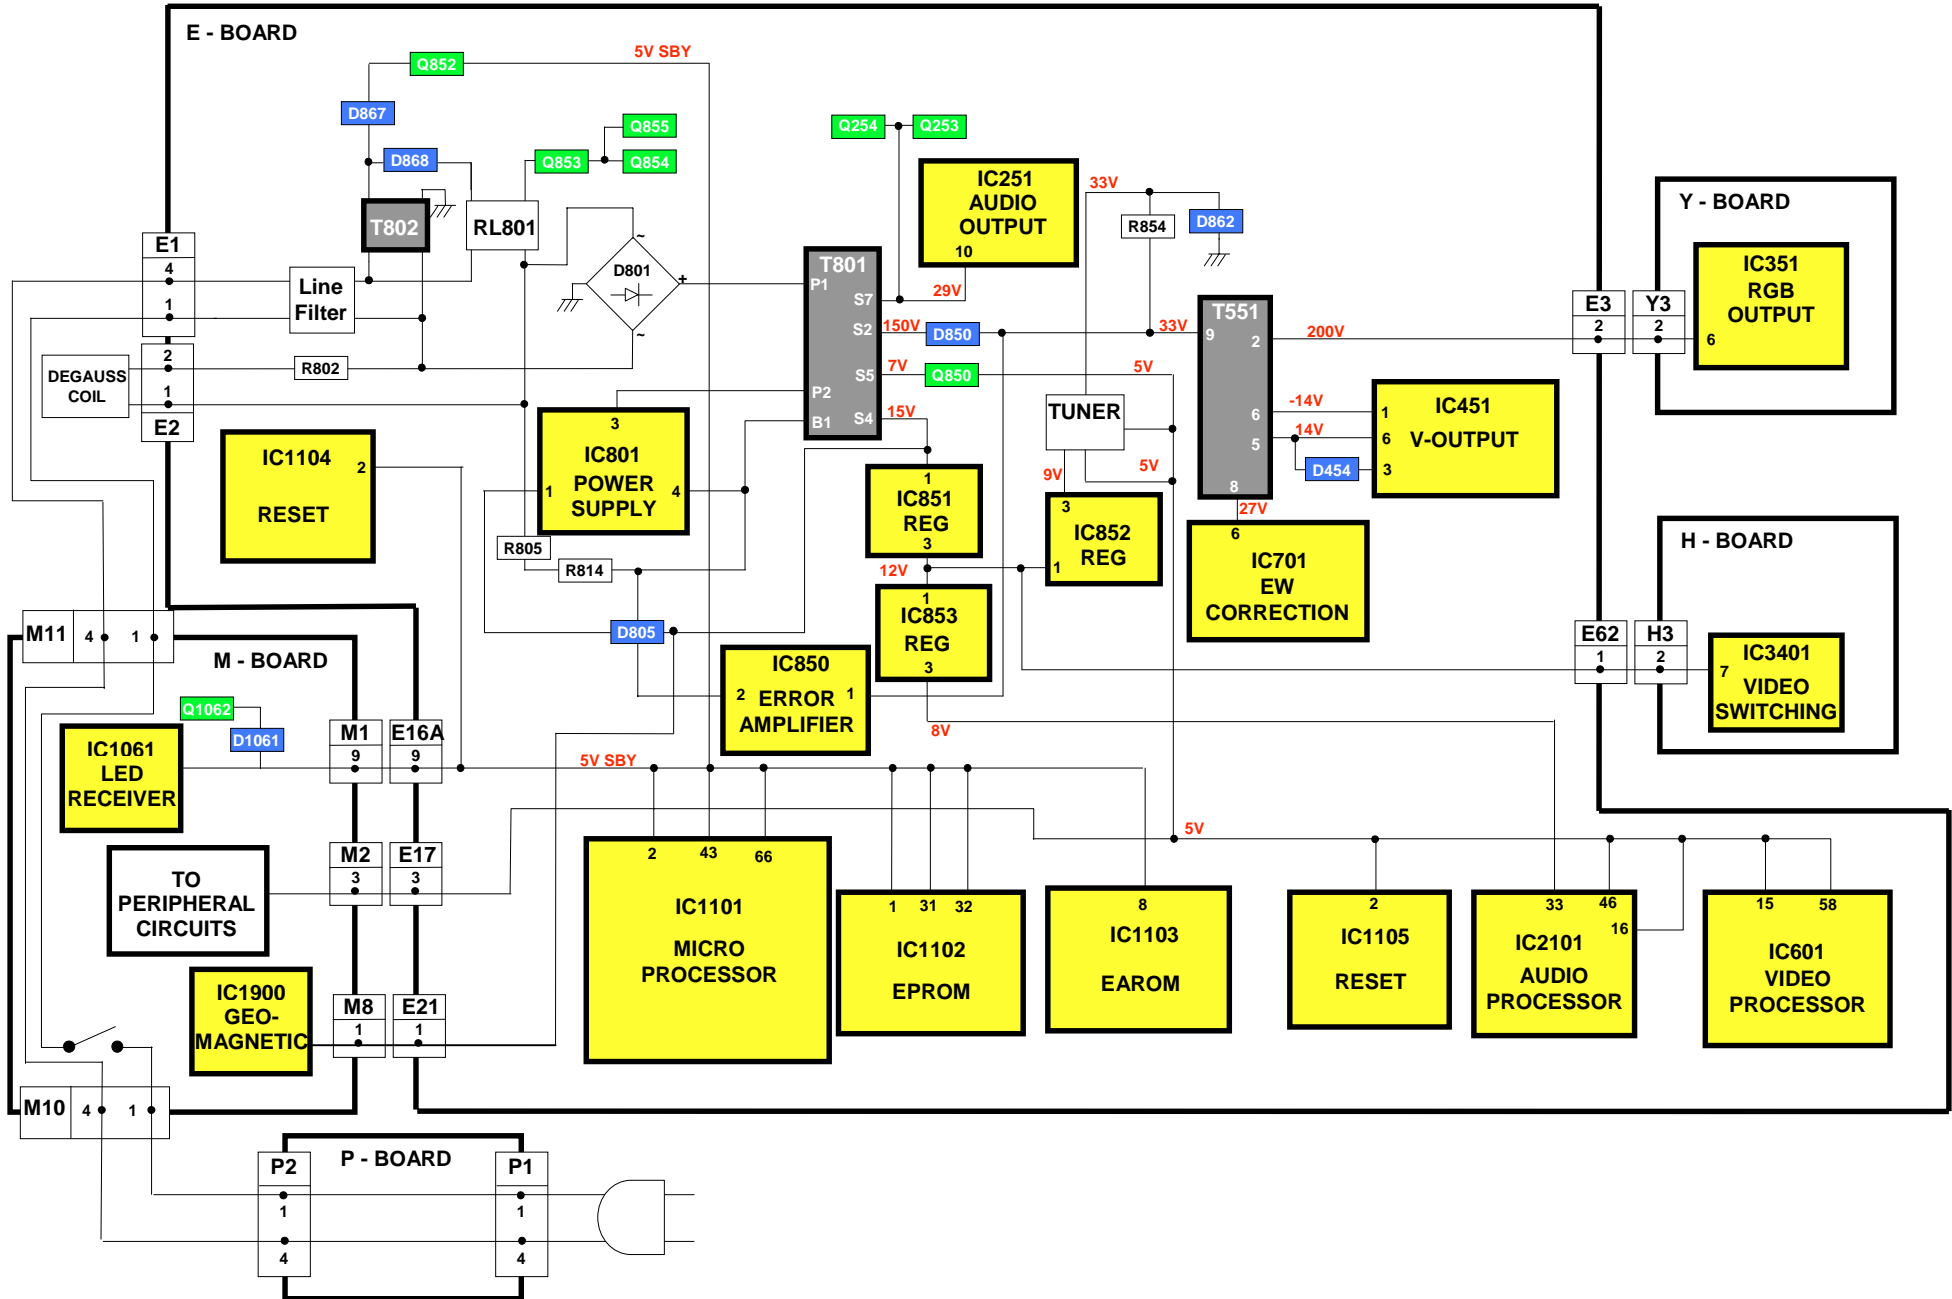 E - BOARD
5V SBY
Q852
D867
D868
Q855
Q853
Q854
T802
RL801
Q254
Q253
IC251
AUDIO
OUTPUT
10
33V
R854
D862
Y - BOARD
IC351
RGB
OUTPUT
6
E1
4
1
Line
Filter
~
D801
+
~
T801
P1
S7
S2
S5
P2
S4
B1
29V
150V
D850
7V
Q850
15V
33V
5V
T551
9
2
6
5
8
200V
E3
2
Y3
2
2
1
E2
DEGAUSS
COIL
R802
TUNER
-14V
14V
D454
IC451
V-OUTPUT
1
6
3
IC1104
2
RESET
3
IC801
POWER
SUPPLY
1
4
R805
R814
1
IC851
REG
3
9V
5V
3
IC852
REG
1
27V
6
IC701
EW
CORRECTION
H - BOARD
12V
1
IC853
REG
3
D805
IC850
2 ERROR 1
AMPLIFIER
E62
1
H3
2
IC3401
7
VIDEO
SWITCHING
M11
4
1
M - BOARD
Q1062
D1061
IC1061
LED
RECEIVER
M1
9
E16A
9
5V SBY
8V
5V
M2
3
E17
3
TO
PERIPHERAL
CIRCUITS
2
43
66
IC1101
MICRO
PROCESSOR
1
31
32
IC1102
EPROM
8
IC1103
EAROM
2
IC1105
RESET
33
46
16
IC2101
AUDIO
PROCESSOR
15
58
IC601
VIDEO
PROCESSOR
IC1900
GEO-
MAGNETIC
M8
1
E21
1
M10
4
1
P - BOARD
P2
1
4
P1
1
4